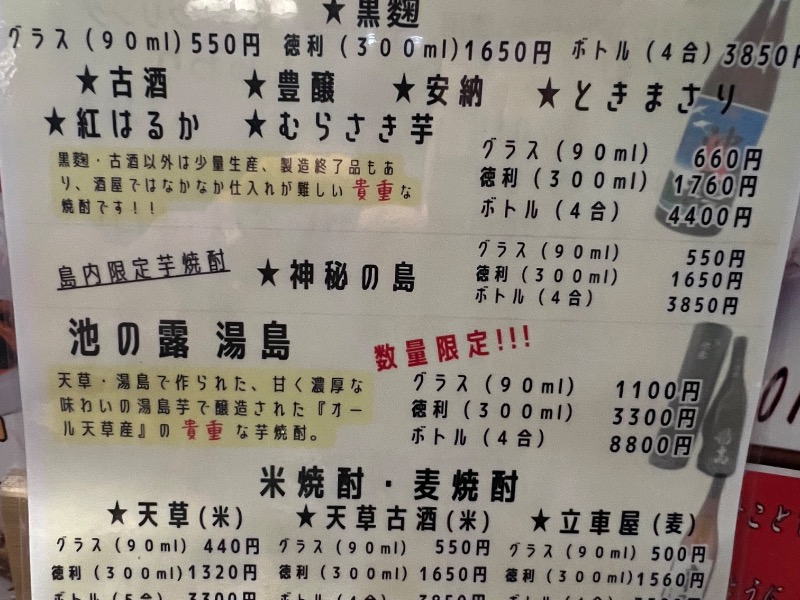 ★黒麹
グラス(90ml)550円 徳利(300ml)1650円 ボトル(4合)3850円
★古酒 ★豊醸 ★安納 ★ときまさり
★紅はるか ★むらさき芋
グラス(90ml) 660円
徳利(300ml) 1760円
ボトル(4合) 4400円
黒麹・古酒以外は少量生産、製造終了品もあ
り、酒屋ではなかなか仕入れが難しい貴重な
焼酎です!!
島内限定芋焼酎 ★神秘の島
グラス(90ml) 550円
徳利(300ml) 1650円
ボトル(4合) 3850円
池の露 湯島 数量限定!!!
天草・湯島で作られた、甘く濃厚な
味わいの湯島芋で醸造された『オー
ル天草産』の貴重な芋焼酎。
グラス(90ml) 1100円
徳利(300ml) 3300円
ボトル(4合) 8800円
米焼酎・麦焼酎
★天草(米) ★天草古酒(米) ★立車屋(麦)
グラス(90ml) 440円 グラス(90ml) 550円 グラス(90ml) 500円
徳利(300ml)1320円 徳利(300ml)1650円 徳利(300ml)1560円